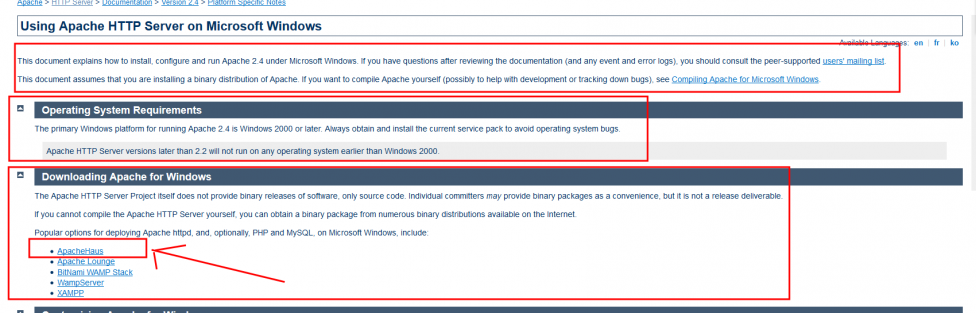 Apache > HTTP Server > Documentation > Version 2.4 > Platform Specific Notes
Using Apache HTTP Server on Microsoft Windows
Available Languages: en | fr | ko
This document explains how to install, configure and run Apache 2.4 under Microsoft Windows. If you have questions after reviewing the documentation (and any event and error logs), you should consult the peer-supported users' mailing list.
This document assumes that you are installing a binary distribution of Apache. If you want to compile Apache yourself (possibly to help with development or tracking down bugs), see Compiling Apache for Microsoft Windows.
Operating System Requirements
The primary Windows platform for running Apache 2.4 is Windows 2000 or later. Always obtain and install the current service pack to avoid operating system bugs.
Apache HTTP Server versions later than 2.2 will not run on any operating system earlier than Windows 2000.
Downloading Apache for Windows
The Apache HTTP Server Project itself does not provide binary releases of software, only source code. Individual committers may provide binary packages as a convenience, but it is not a release deliverable.
If you cannot compile the Apache HTTP Server yourself, you can obtain a binary package from numerous binary distributions available on the Internet.
Popular options for deploying Apache httpd, and, optionally, PHP and MySQL, on Microsoft Windows, include:
• ApacheHaus
• Apache Lounge
• BitNami WAMP Stack
• WampServer
• XAMPP